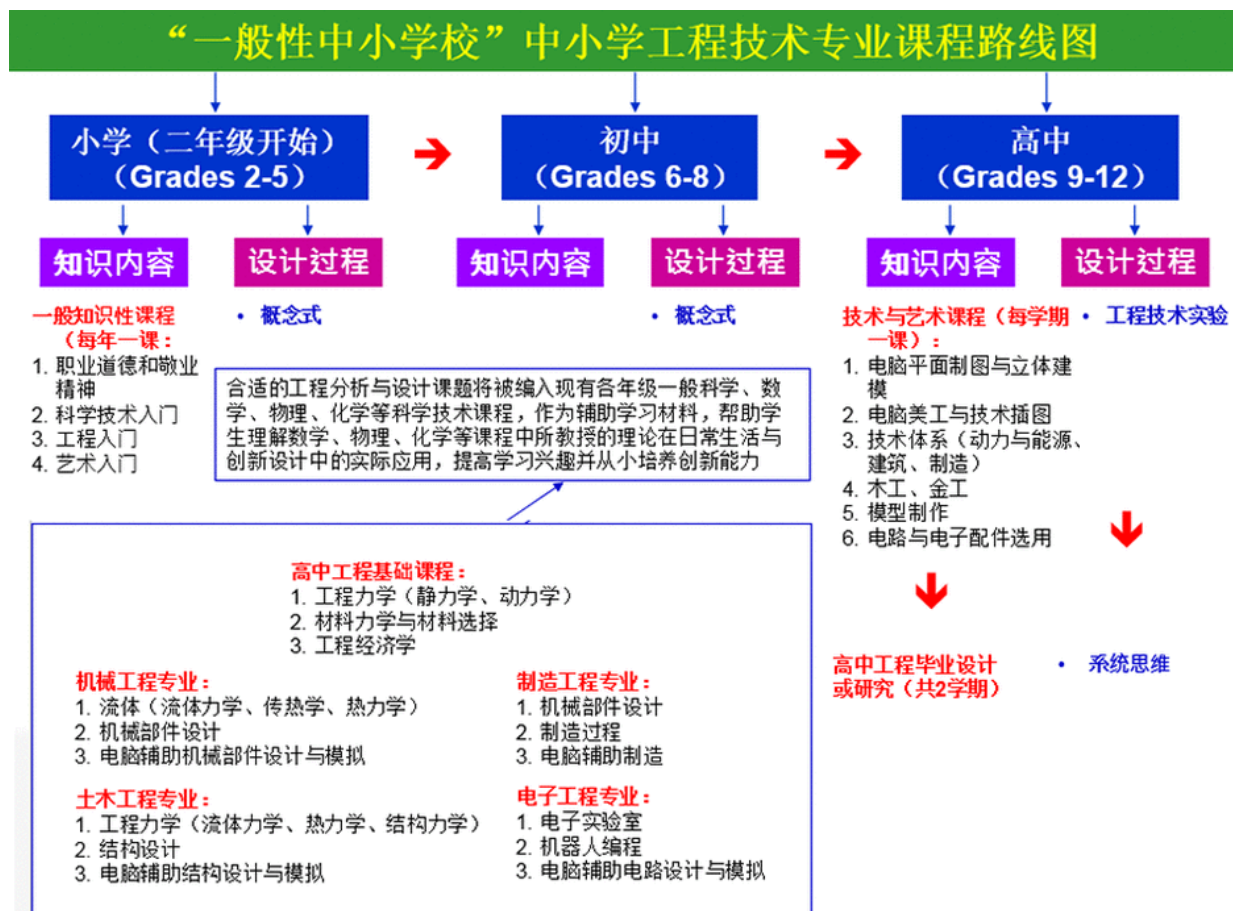 “一般性中小学校”中小学工程技术专业课程路线图
小学（二年级开始）
（Grades 2-5）
初中
（Grades 6-8）
高中
（Grades 9-12）
知识内容
设计过程
知识内容
设计过程
知识内容
设计过程
一般知识性课程
（每年一课：
1. 职业道德和敬业
精神
2. 科学技术入门
3. 工程入门
4. 艺术入门
• 概念式
• 概念式
合适的工程分析与设计课题将被编入现有各年级一般科学、数
学、物理、化学等科学技术课程，作为辅助学习材料，帮助学
生理解数学、物理、化学等课程中所教授的理论在日常生活与
创新设计中的实际应用，提高学习兴趣并从小培养创新能力
技术与艺术课程（每学期
一课）：
1. 电脑平面制图与立体建
模
2. 电脑美工与技术插图
3. 技术体系（动力与能源、
建筑、制造）
4. 木工、金工
5. 模型制作
6. 电路与电子配件选用
• 工程技术实验
高中工程毕业设计
或研究（共2学期）
• 系统思维
高中工程基础课程：
1. 工程力学（静力学、动力学）
2. 材料力学与材料选择
3. 工程经济学
机械工程专业：
1. 流体（流体力学、传热学、热力学）
2. 机械部件设计
3. 电脑辅助机械部件设计与模拟
制造工程专业：
1. 机械部件设计
2. 制造过程
3. 电脑辅助制造
土木工程专业：
1. 工程力学（流体力学、热力学、结构力学）
2. 结构设计
3. 电脑辅助结构设计与模拟
电子工程专业：
1. 电子实验室
2. 机器人编程
3. 电脑辅助电路设计与模拟